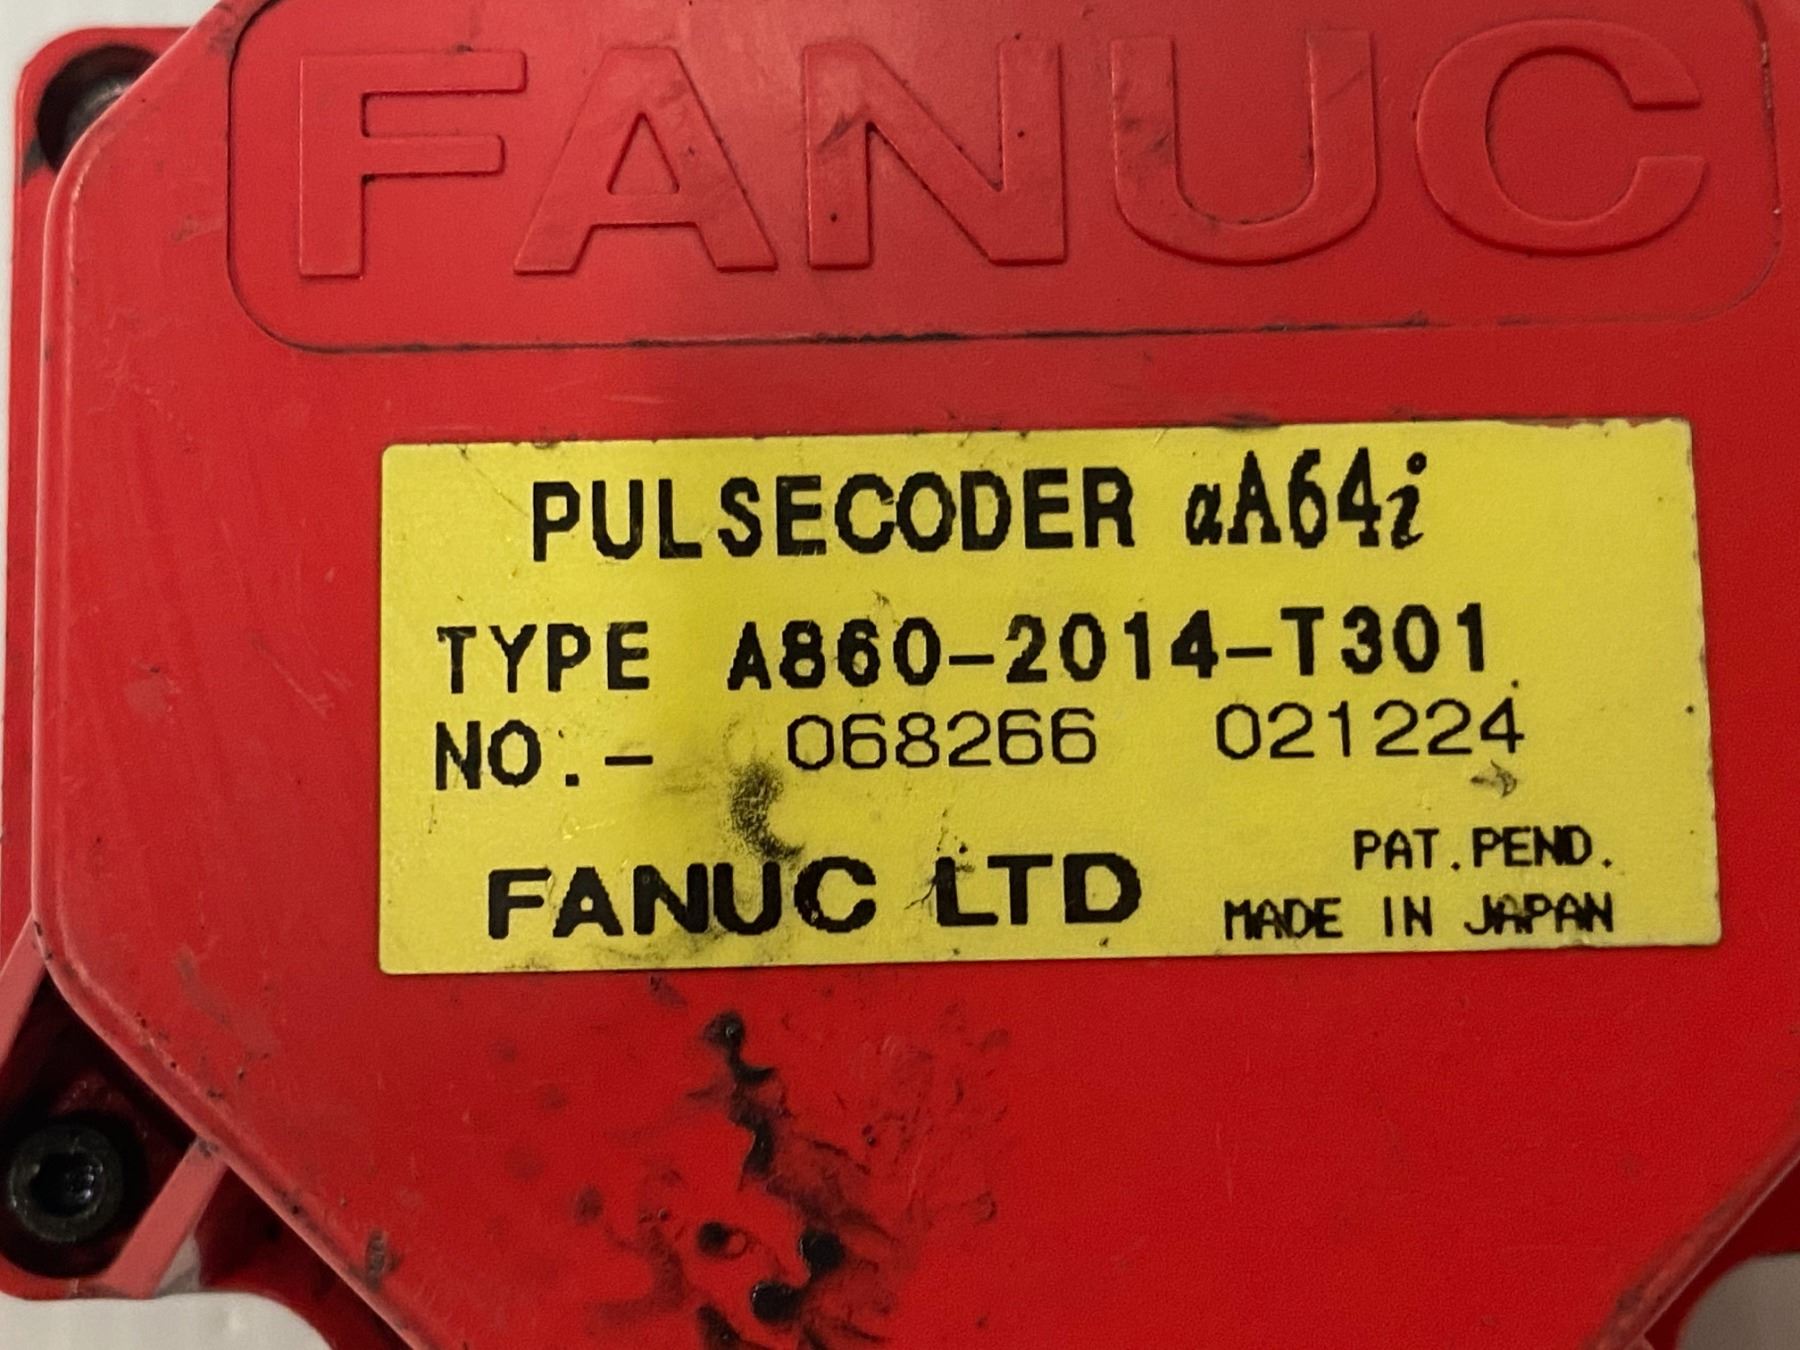 FANUC
PULSECODER αA64i
TYPE A860-2014-T301
NO.- 068266 021224
FANUC LTD
PAT.PEND.
MADE IN JAPAN